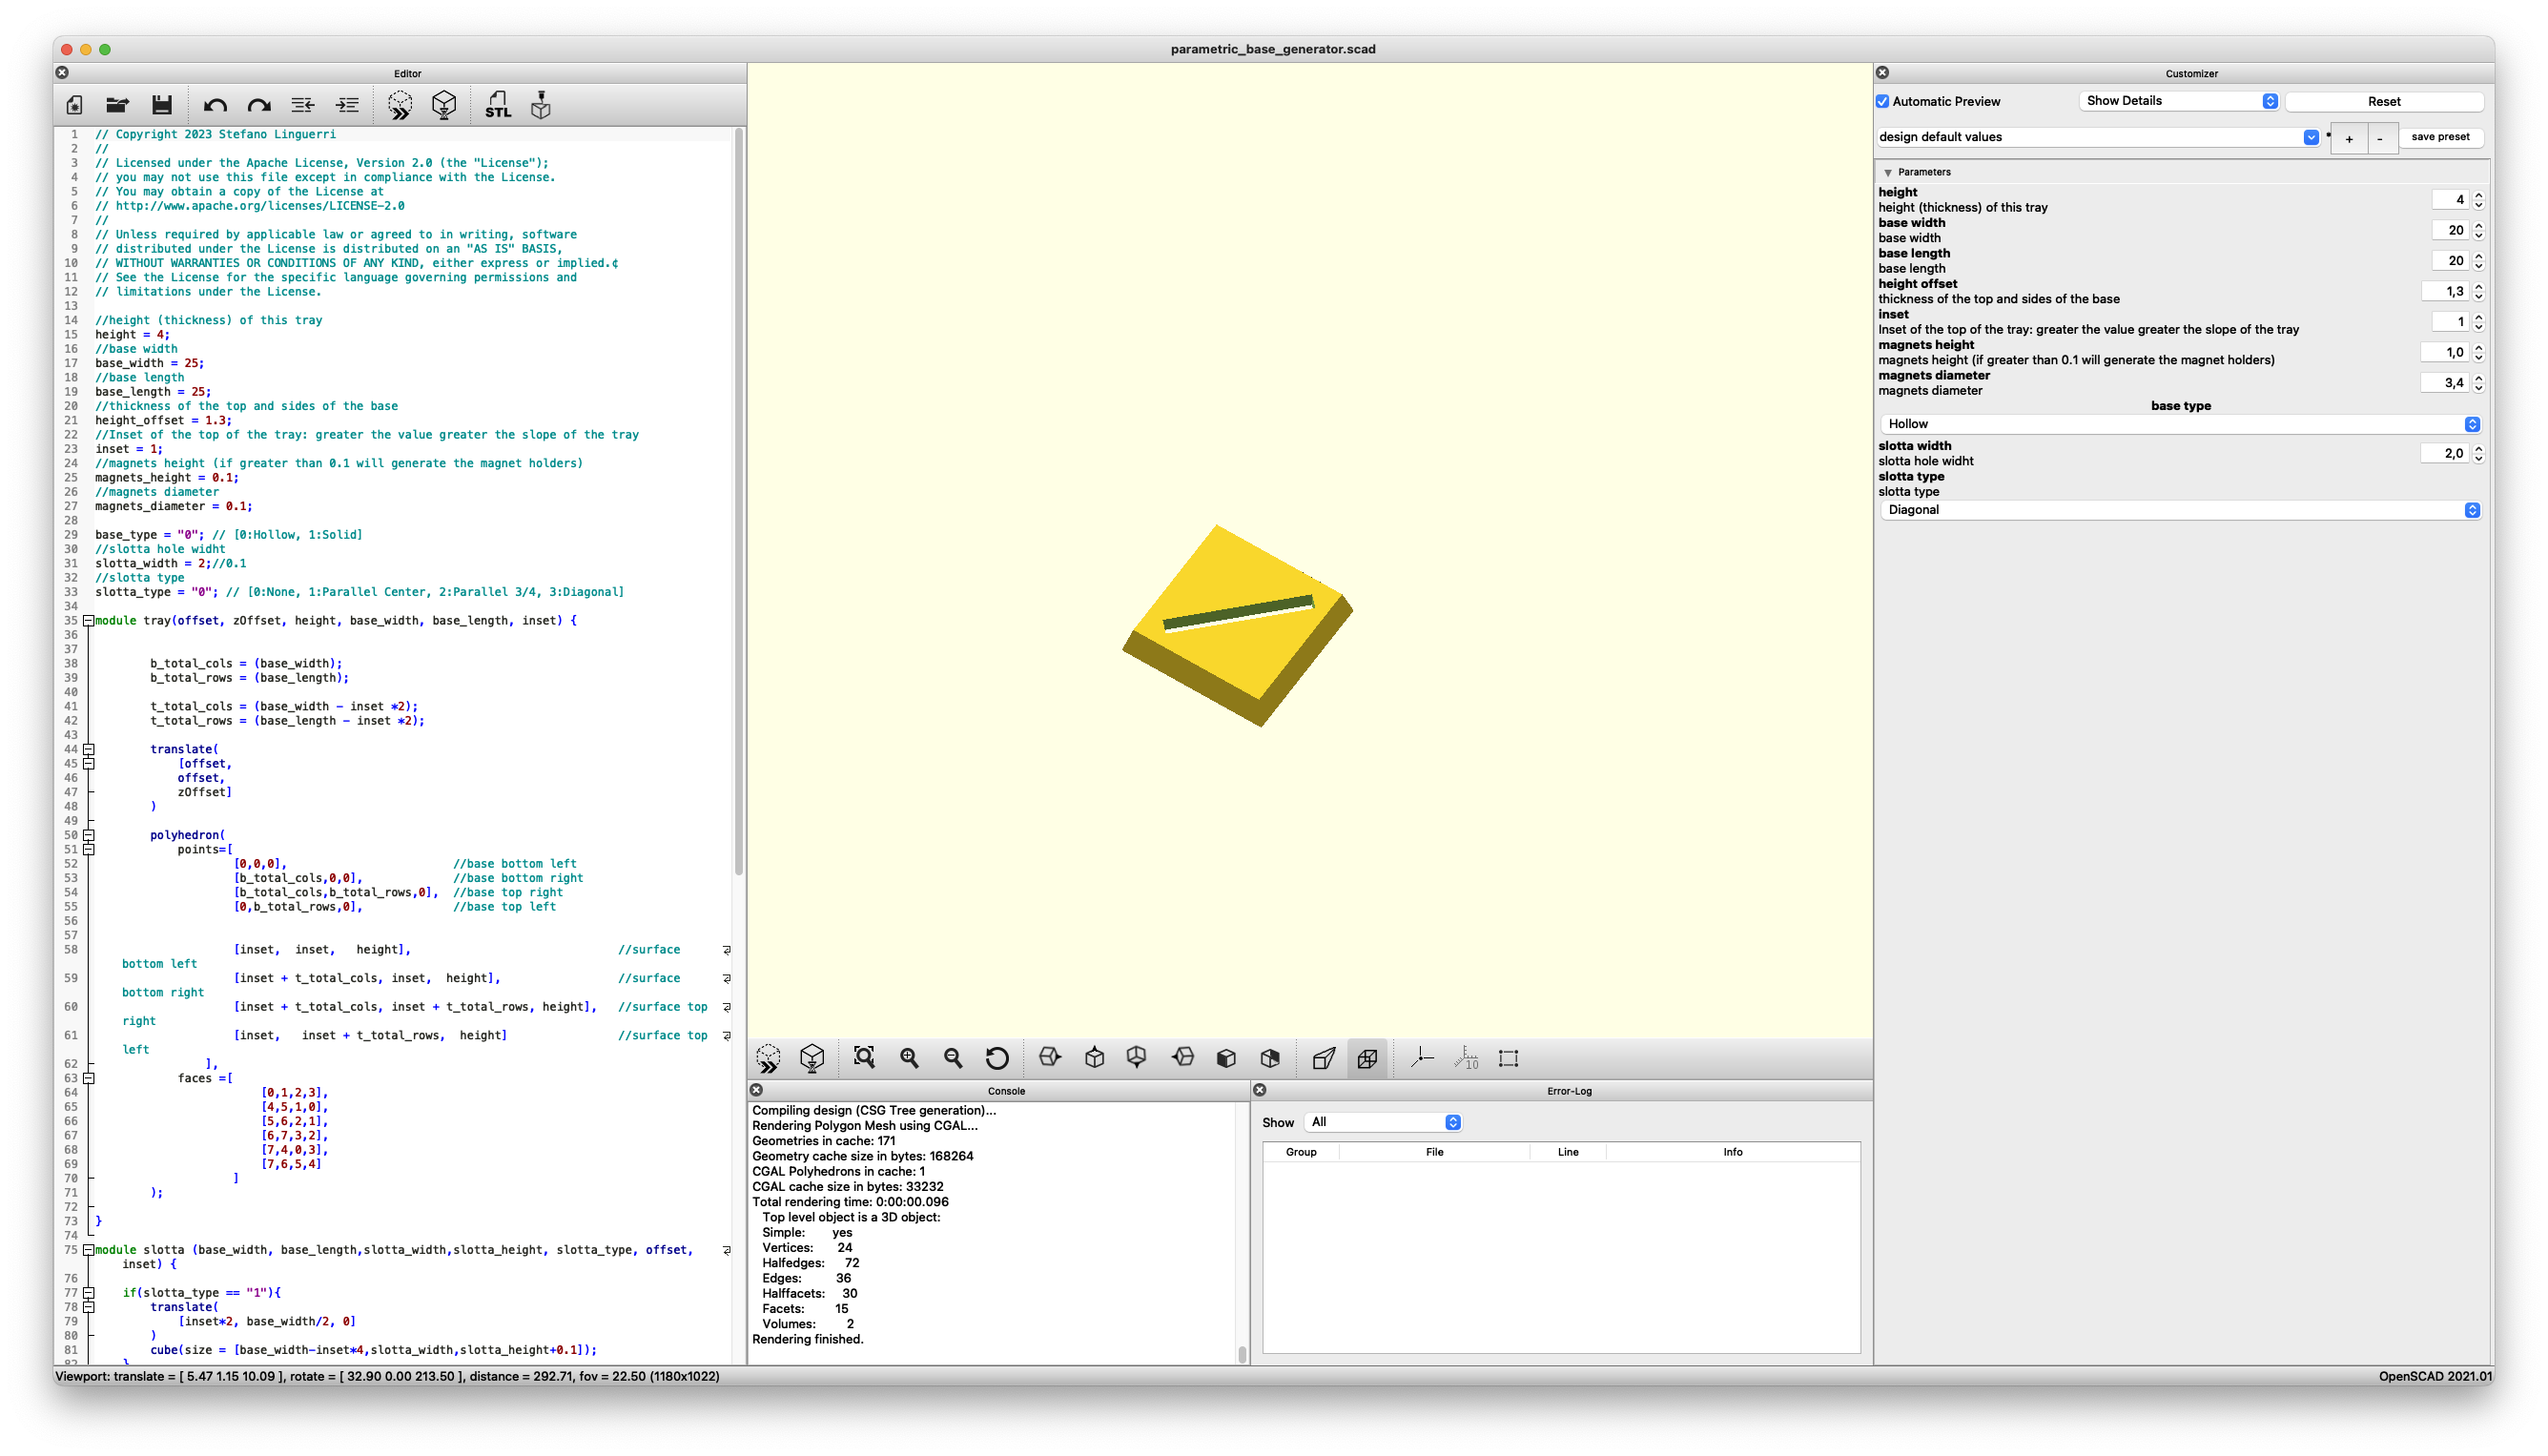 parametric_base_generator.scad
Editor
STL
1 // Copyright 2023 Stefano Linguerri
2 //
3 // Licensed under the Apache License, Version 2.0 (the "License");
4 // you may not use this file except in compliance with the License.
5 // You may obtain a copy of the License at
6 // http://www.apache.org/licenses/LICENSE-2.0
7 //
8 // Unless required by applicable law or agreed to in writing, software
9 // distributed under the License is distributed on an "AS IS" BASIS,
10 // WITHOUT WARRANTIES OR CONDITIONS OF ANY KIND, either express or implied.¢
11 // See the License for the specific language governing permissions and
12 // limitations under the License.
13
14 //height (thickness) of this tray
15 height = 4;
16 //base width
17 base_width = 25;
18 //base length
19 base_length = 25;
20 //thickness of the top and sides of the base
21 height_offset = 1.3;
22 //Inset of the top of the tray: greater the value greater the slope of the tray
23 inset = 1;
24 //magnets height (if greater than 0.1 will generate the magnet holders)
25 magnets_height = 0.1;
26 //magnets diameter
27 magnets_diameter = 0.1;
28
29 base_type = "0"; // [0:Hollow, 1:Solid]
30 //slotta hole widht
31 slotta_width = 2;//0.1
32 //slotta type
33 slotta_type = "0"; // [0:None, 1:Parallel Center, 2:Parallel 3/4, 3:Diagonal]
34
35 module tray(offset, zOffset, height, base_width, base_length, inset) {
36
37
38 b_total_cols = (base_width);
39 b_total_rows = (base_length);
40
41 t_total_cols = (base_width - inset *2);
42 t_total_rows = (base_length - inset *2);
43
44 translate(
45 [offset,
46 offset,
47 zOffset]
48 )
49
50 polyhedron(
51 points=[
52 [0,0,0], //base bottom left
53 [b_total_cols,0,0], //base bottom right
54 [b_total_cols,b_total_rows,0], //base top right
55 [0,b_total_rows,0], //base top left
56
57
58 [inset, inset, height], //surface
bottom left
59 [inset + t_total_cols, inset, height], //surface
bottom right
60 [inset + t_total_cols, inset + t_total_rows, height], //surface top
right
61 [inset, inset + t_total_rows, height] //surface top
left
62 ],
63 faces =[
64 [0,1,2,3],
65 [4,5,1,0],
66 [5,6,2,1],
67 [6,7,3,2],
68 [7,4,0,3],
69 [7,6,5,4]
70 ]
71 );
72
73 }
74
75 module slotta (base_width, base_length,slotta_width,slotta_height, slotta_type, offset,
inset) {
76
77 if(slotta_type == "1"){
78 translate(
79 [inset*2, base_width/2, 0]
80 )
81 cube(size = [base_width-inset*4,slotta_width,slotta_height+0.1]);
82 }
10
Console
Compiling design (CSG Tree generation)...
Rendering Polygon Mesh using CGAL...
Geometries in cache: 171
Geometry cache size in bytes: 168264
CGAL Polyhedrons in cache: 1
CGAL cache size in bytes: 33232
Total rendering time: 0:00:00.096
Top level object is a 3D object:
Simple: yes
Vertices: 24
Halfedges: 72
Edges: 36
Halffacets: 30
Facets: 15
Volumes: 2
Rendering finished.
Error-Log
Show All
Group File Line Info
Customizer
Automatic Preview Show Details Reset
design default values + - save preset
Parameters
height
height (thickness) of this tray 4
base width
base width 20
base length
base length 20
height offset
thickness of the top and sides of the base 1,3
inset
Inset of the top of the tray: greater the value greater the slope of the tray 1
magnets height
magnets height (if greater than 0.1 will generate the magnet holders) 1,0
magnets diameter
magnets diameter 3,4
base type
Hollow
slotta width
slotta hole widht 2,0
slotta type
slotta type
Diagonal
Viewport: translate = [ 5.47 1.15 10.09 ], rotate = [ 32.90 0.00 213.50 ], distance = 292.71, fov = 22.50 (1180x1022)
OpenSCAD 2021.01